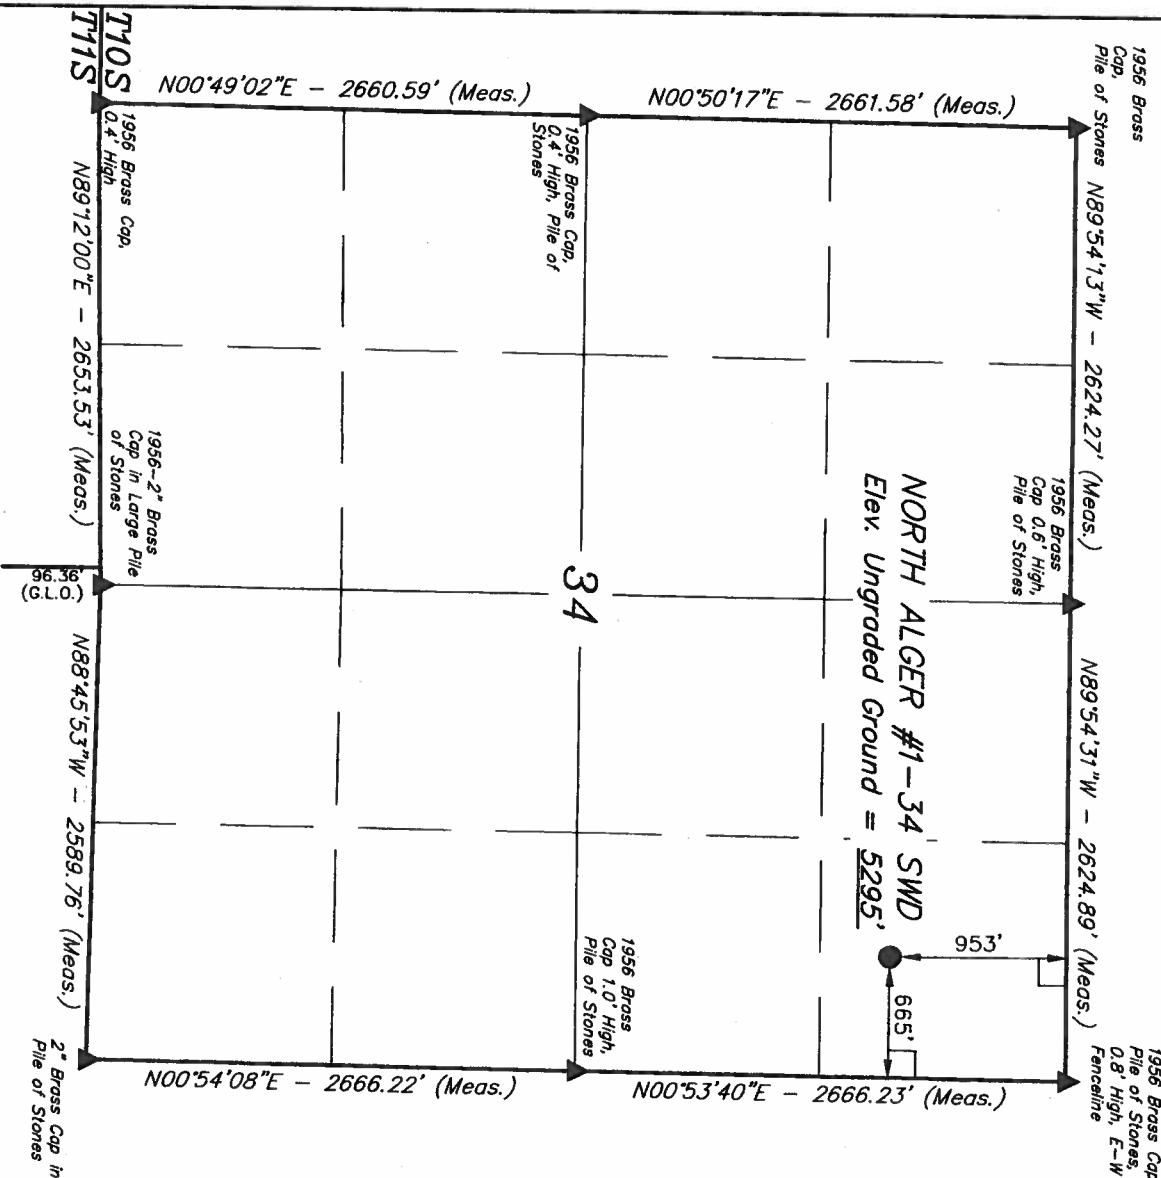 1956 Brass
Cap,
Pile of Stones
N89°54'13"W - 2624.27' (Meas.)
1956 Brass
Cap 0.6' High,
Pile of Stones
N89°54'31"W - 2624.89' (Meas.)
1956 Brass Cap
Pile of Stones,
0.8' High, E-W
Fenceline
N00°50'17"E - 2661.58' (Meas.)
NORTH ALGER #1-34 SWD
Elev. Ungraded Ground = 5295'
953'
665'
N00°53'40"E - 2666.23' (Meas.)
1956 Brass Cap,
0.4' High, Pile of
Stones
34
1956 Brass
Cap 1.0' High,
Pile of Stones
N00°49'02"E - 2660.59' (Meas.)
N00°54'08"E - 2666.22' (Meas.)
T10S
T11S
1956 Brass Cap,
0.4' High
N89°12'00"E - 2653.53' (Meas.)
1956-2" Brass
Cap in Large Pile
of Stones
96.36'
(G.L.O.)
N88°45'53"W - 2589.76' (Meas.)
2" Brass Cap in
Pile of Stones